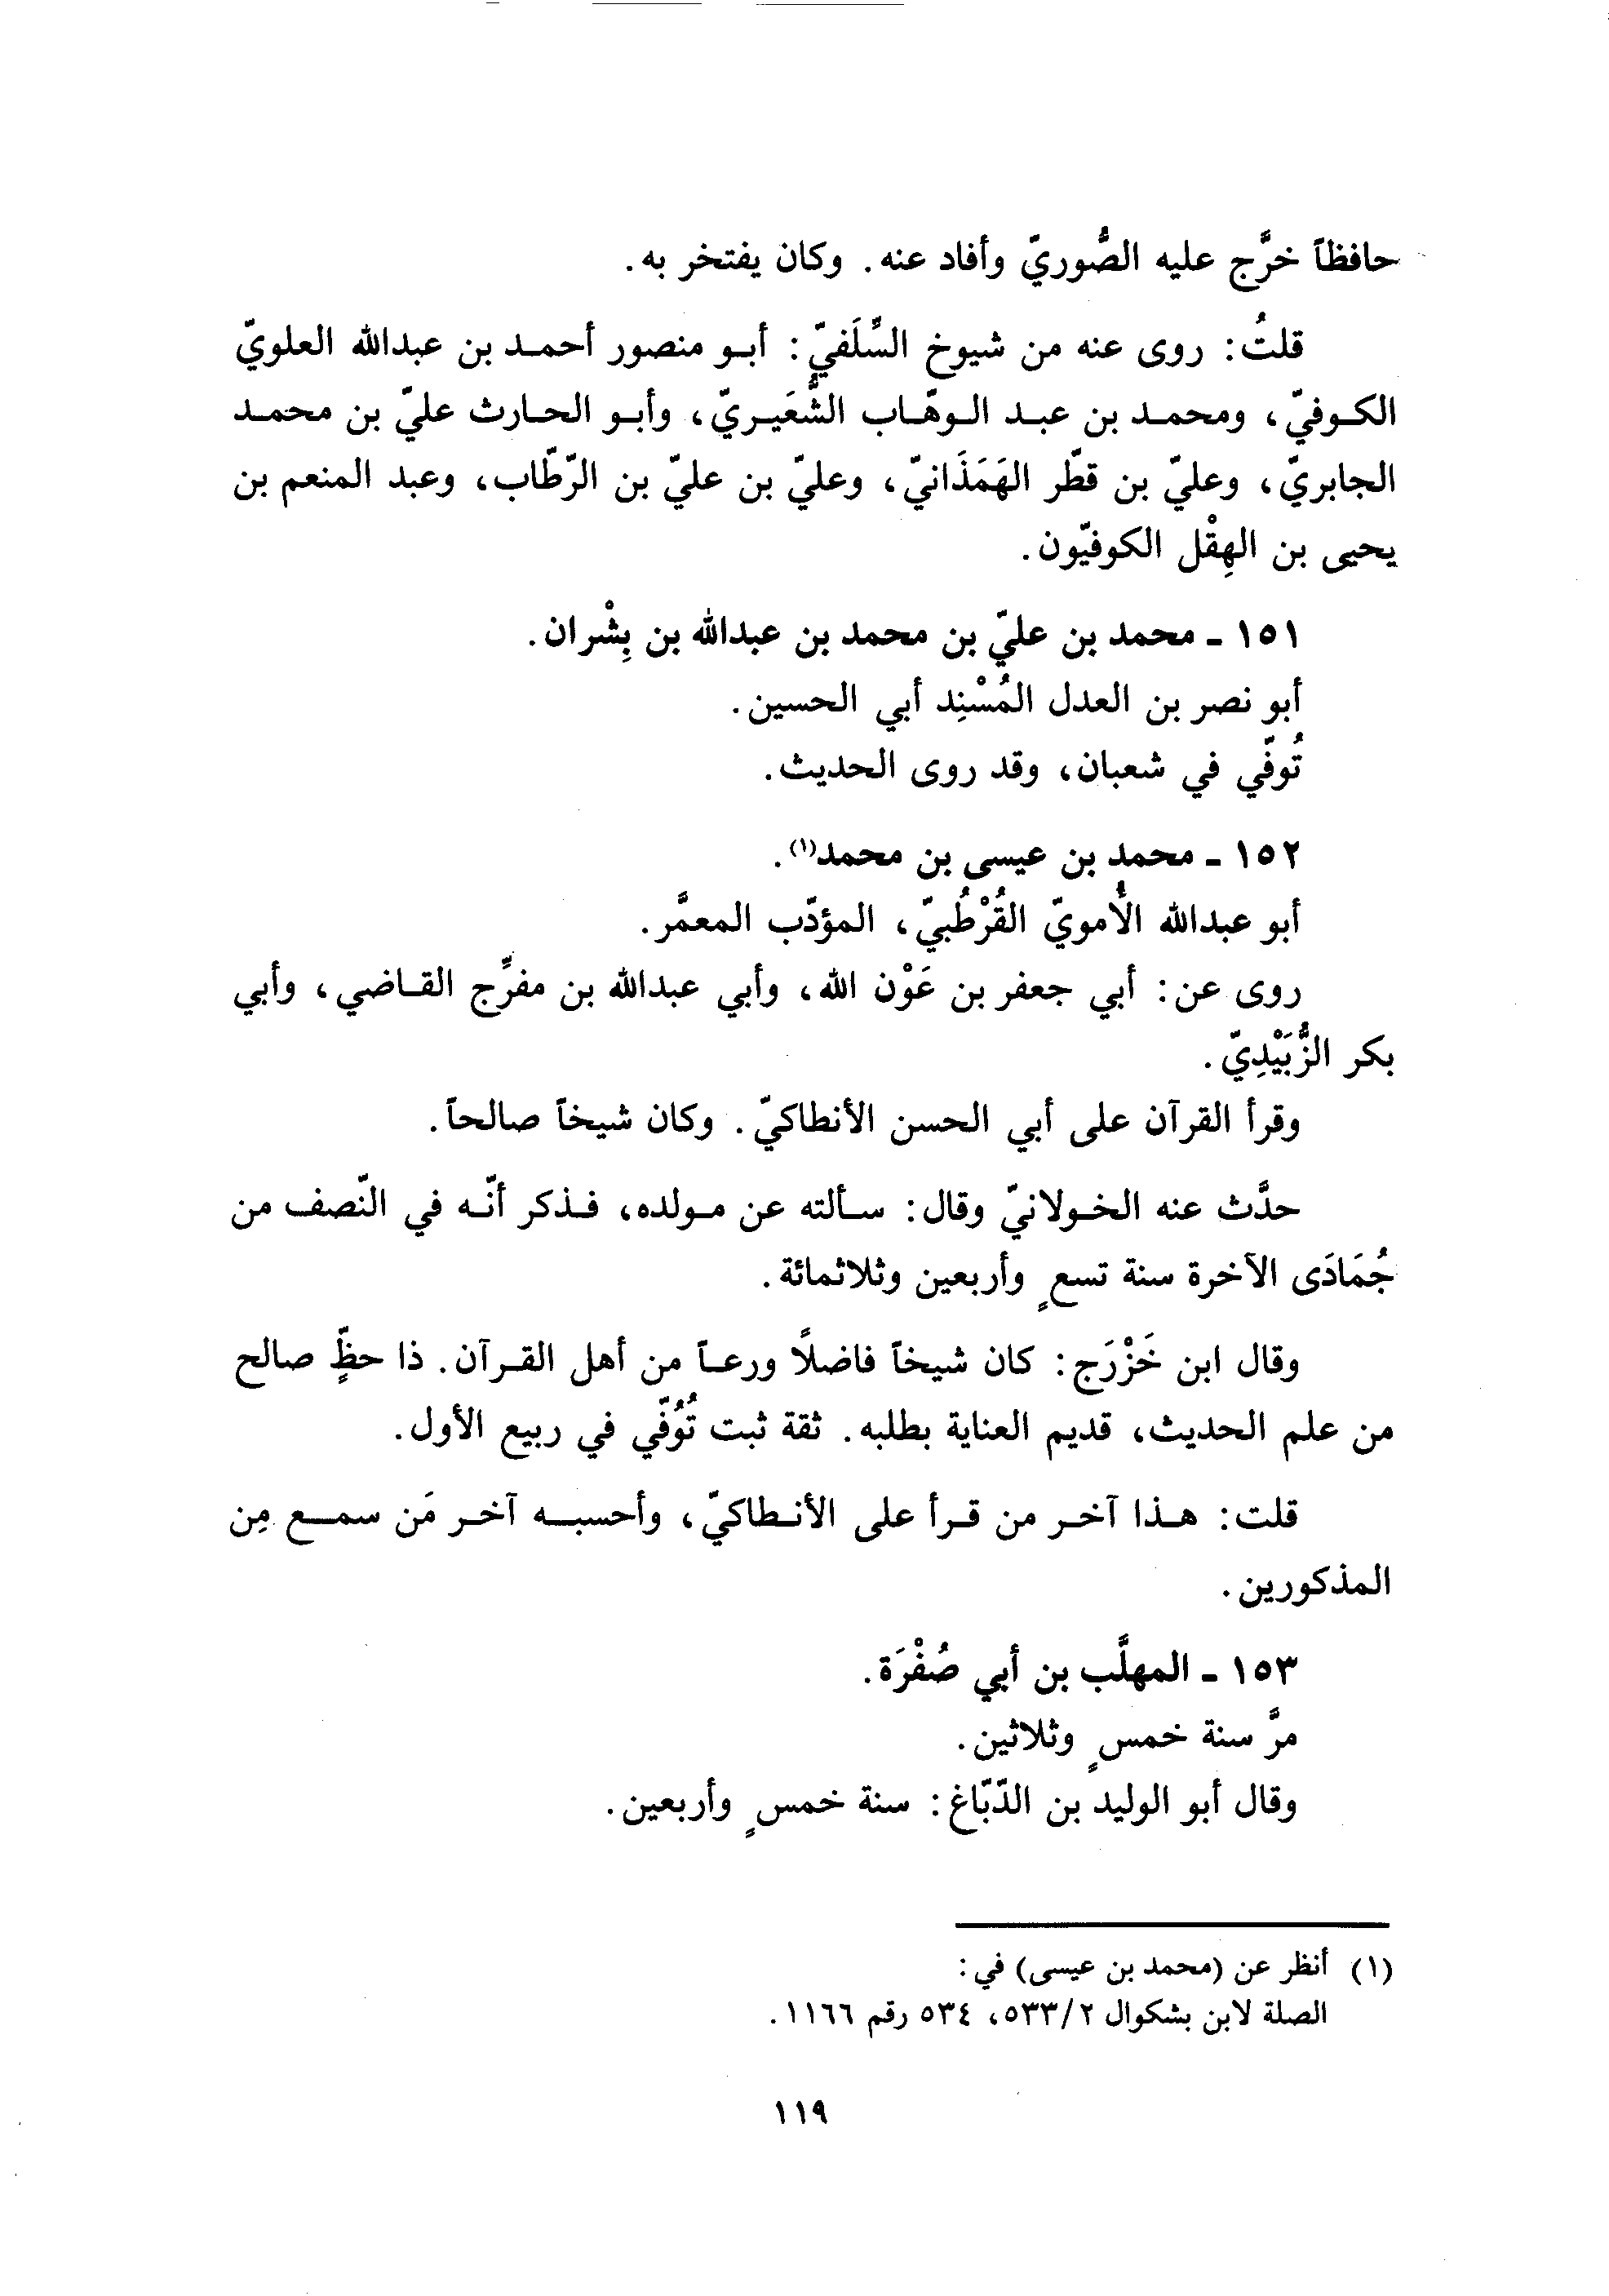 حافظاً خرَّج عليه الصُّوريّ وأفاد عنه. وكان يفتخر به.
قلتُ: روى عنه من شيوخ السِّلَفيّ: أبو منصور أحمد بن عبدالله العلويّ
الكوفيّ، ومحمد بن عبد الوهّاب الشُّعَيريّ، وأبو الحارث عليّ بن محمد
الجابريّ، وعليّ بن قطّر الهَمَذَانيّ، وعليّ بن عليّ بن الرّطّاب، وعبد المنعم بن
يحيى بن الهِقْل الكوفيّون.
١٥١ ـ محمد بن عليّ بن محمد بن عبدالله بن بِشْران.
أبو نصر بن العدل المُسْنِد أبي الحسين.
تُوفّي في شعبان، وقد روى الحديث.
١٥٢ ـ محمد بن عيسى بن محمد(١).
أبو عبدالله الأُمويّ القُرْطُبيّ، المؤدّب المعمَّر.
روى عن: أبي جعفر بن عَوْن الله، وأبي عبدالله بن مفرِّج القاضي، وأبي
بكر الزُّبَيْدِيّ.
وقرأ القرآن على أبي الحسن الأنطاكيّ. وكان شيخاً صالحاً.
حدَّث عنه الخولانيّ وقال: سألته عن مولده، فذكر أنّه في النّصف من
جُمَادَى الآخرة سنة تسعٍ وأربعين وثلاثمائة.
وقال ابن خَزْرَج: كان شيخاً فاضلًا ورعاً من أهل القرآن. ذا حظٍّ صالح
من علم الحديث، قديم العناية بطلبه. ثقة ثبت تُوُفّي في ربيع الأول.
قلت: هذا آخر من قرأ على الأنطاكيّ، وأحسبه آخر مَن سمع مِن
المذكورين.
١٥٣ ـ المهلَّب بن أبي صُفْرَة.
مرَّ سنة خمسٍ وثلاثين.
وقال أبو الوليد بن الدّبّاغ: سنة خمسٍ وأربعين.
(١) أنظر عن (محمد بن عيسى) في:
الصلة لابن بشكوال ٥٣٣/٢، ٥٣٤ رقم ١١٦٦.
١١٩